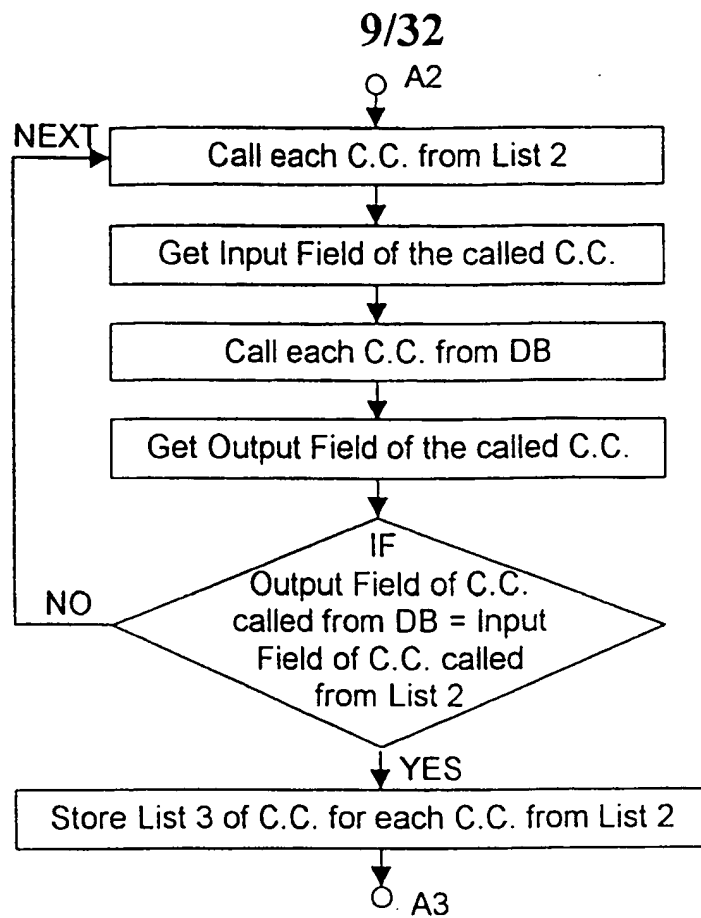 9/32
A2
NEXT
Call each C.C. from List 2
Get Input Field of the called C.C.
Call each C.C. from DB
Get Output Field of the called C.C.
IF
Output Field of C.C.
called from DB = Input
Field of C.C. called
from List 2
NO
YES
Store List 3 of C.C. for each C.C. from List 2
A3